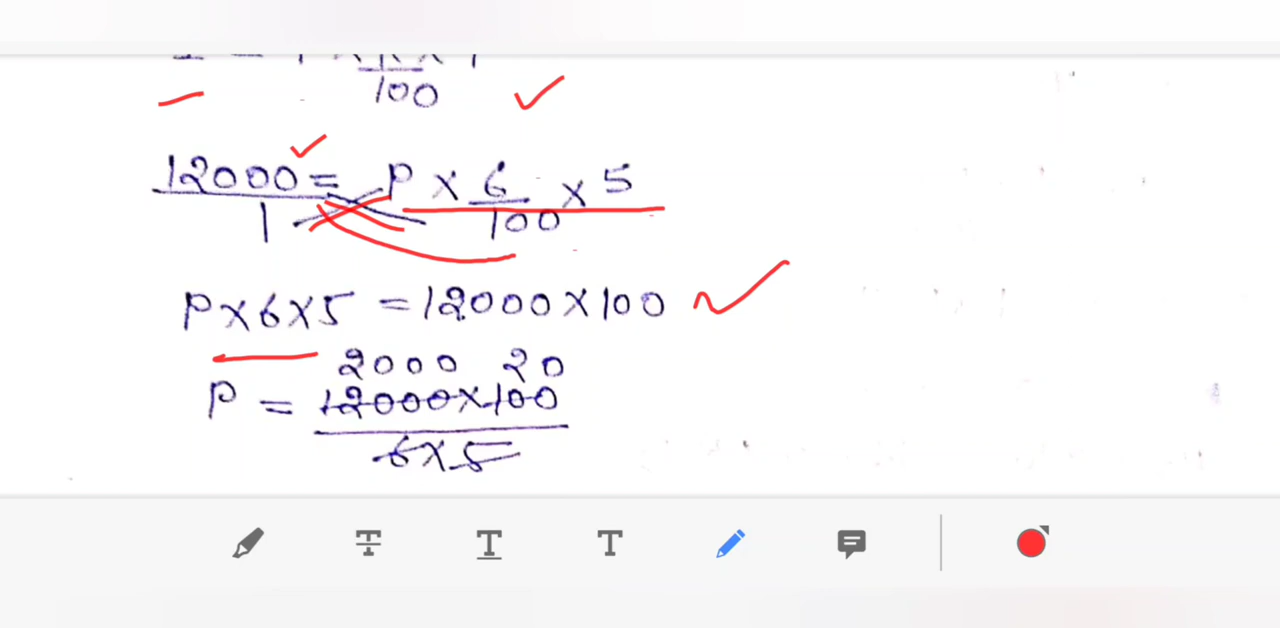 100
12000 = P × 6 × 5
1 100
P×6×5 = 12000×100
2000 20
P = 12000×100
6×5
T T T